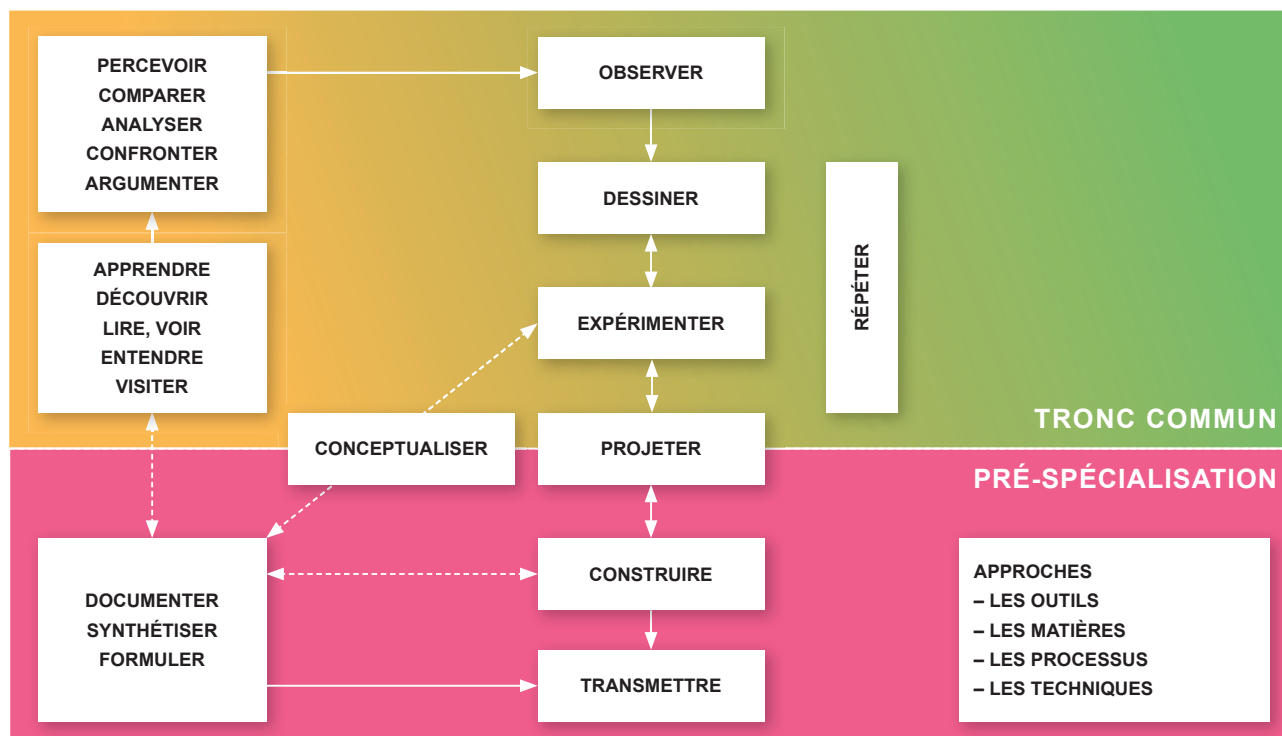 PERCEVOIR
COMPARER
ANALYSER
CONFRONTER
ARGUMENTER
OBSERVER
DESSINER
RÉPÉTER
APPRENDRE
DÉCOUVRIR
LIRE, VOIR
ENTENDRE
VISITER
EXPÉRIMENTER
TRONC COMMUN
CONCEPTUALISER
PROJETER
PRÉ-SPÉCIALISATION
DOCUMENTER
SYNTHÉTISER
FORMULER
CONSTRUIRE
TRANSMETTRE
APPROCHES
– LES OUTILS
– LES MATIÈRES
– LES PROCESSUS
– LES TECHNIQUES